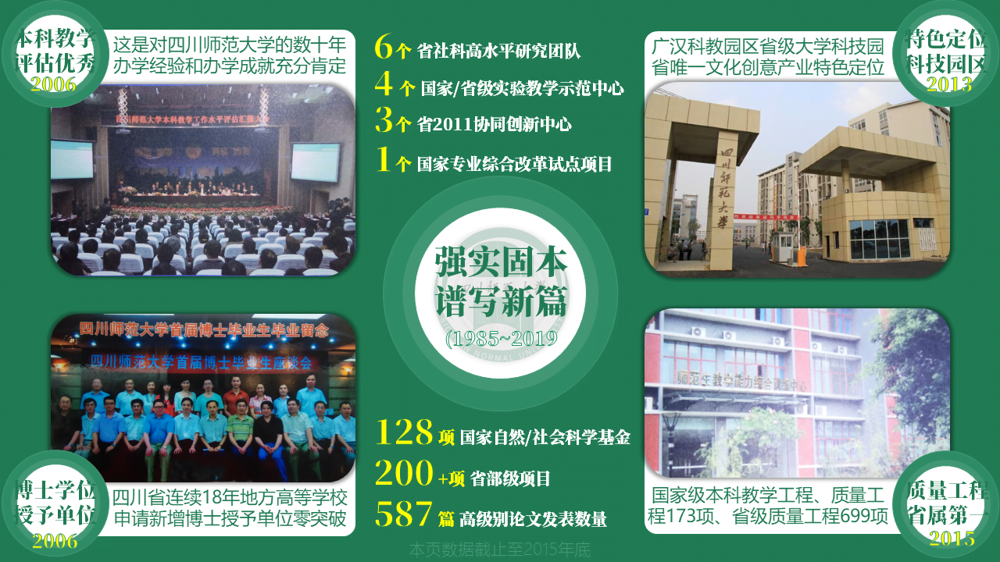 本科教学
评估优秀
2006
这是对四川师范大学的数十年
办学经验和办学成就充分肯定
四川师范大学本科教学工作水平评估汇报大会
6个 省社科高水平研究团队
4个 国家/省级实验教学示范中心
3个 省2011协同创新中心
1个 国家专业综合改革试点项目
广汉科教园区省级大学科技园
省唯一文化创意产业特色定位
特色定位
科技园区
2013
四川师范大学
强实固本
谱写新篇
(1985~2019
NORMAL UNIV
四川师范大学首届博士毕业生毕业留念
四川师范大学首届博士毕业生座谈会
博士学位
授予单位
2006
四川省连续18年地方高等学校
申请新增博士授予单位零突破
128 项 国家自然/社会科学基金
200 +项 省部级项目
587 篇 高级别论文发表数量
本页数据截止至2015年底
师范生教学能力综合训练中心
国家级本科教学工程、质量工
程173项、省级质量工程699项
质量工程
省属第一
2015